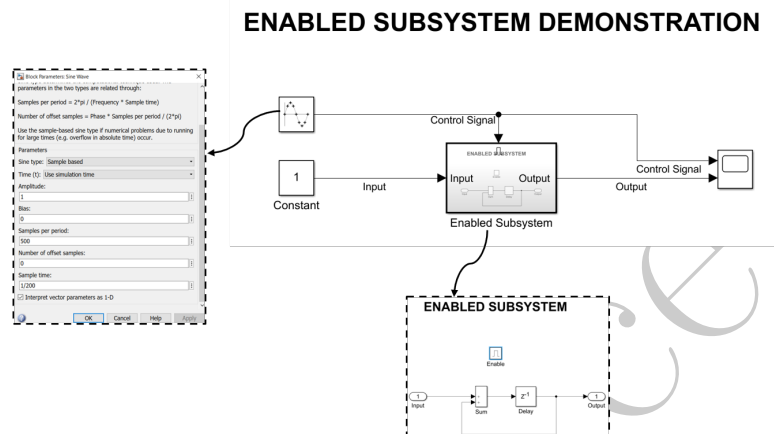 ENABLED SUBSYSTEM DEMONSTRATION
Block Parameters: Sine Wave
parameters in the two types are related through:
Samples per period = 2*pi / (Frequency * Sample time)
Number of offset samples = Phase * Samples per period / (2*pi)
Use the sample-based sine type if numerical problems due to running
for large times (e.g. overflow in absolute time) occur.
Parameters
Sine type: Sample based
Time (t): Use simulation time
Amplitude:
1
Bias:
0
Samples per period:
500
Number of offset samples:
0
Sample time:
1/200
Interpret vector parameters as 1-D
OK Cancel Help Apply
Control Signal
ENABLED SUBSYSTEM
1
Constant
Input
Input Output
Enabled Subsystem
Control Signal
Output
ENABLED SUBSYSTEM
Enable
1
Input
Sum
Z-1
Delay
1
Output